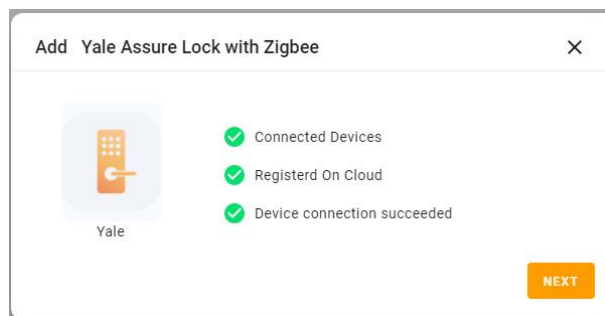 Add Yale Assure Lock with Zigbee
Connected Devices
Registerd On Cloud
Device connection succeeded
Yale
NEXT